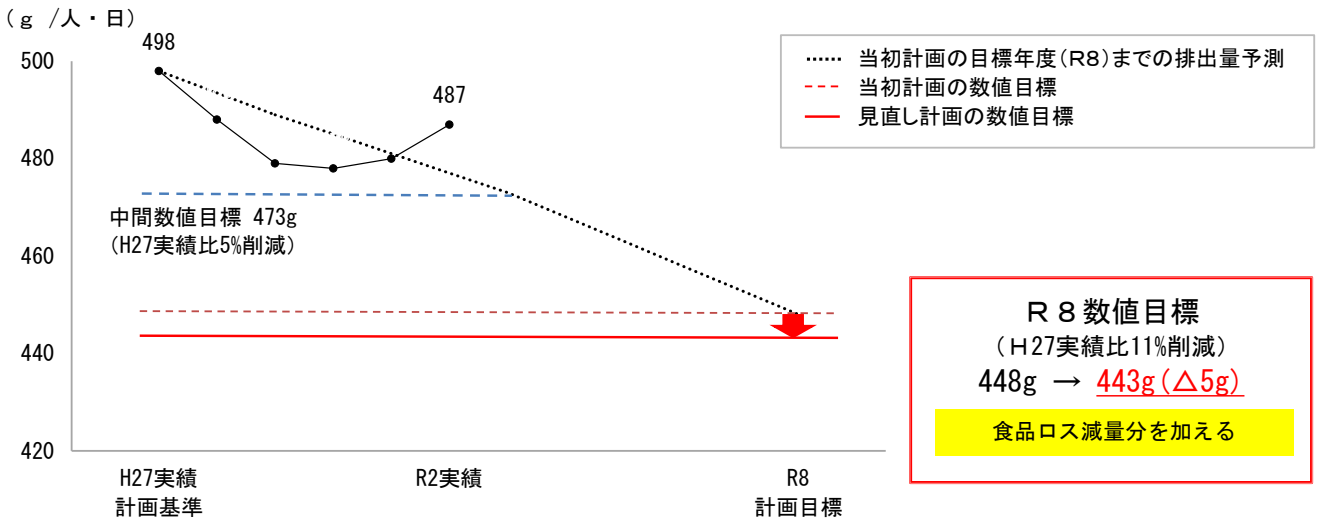 （ｇ /人・日）
498
500
487
480
460
440
420
当初計画の目標年度（R８）までの排出量予測
当初計画の数値目標
見直し計画の数値目標
中間数値目標 473g
（H27実績比5%削減）
Ｒ８数値目標
（Ｈ27実績比11%削減）
448g → 443g（△5g）
食品ロス減量分を加える
H27実績
計画基準
R2実績
R8
計画目標